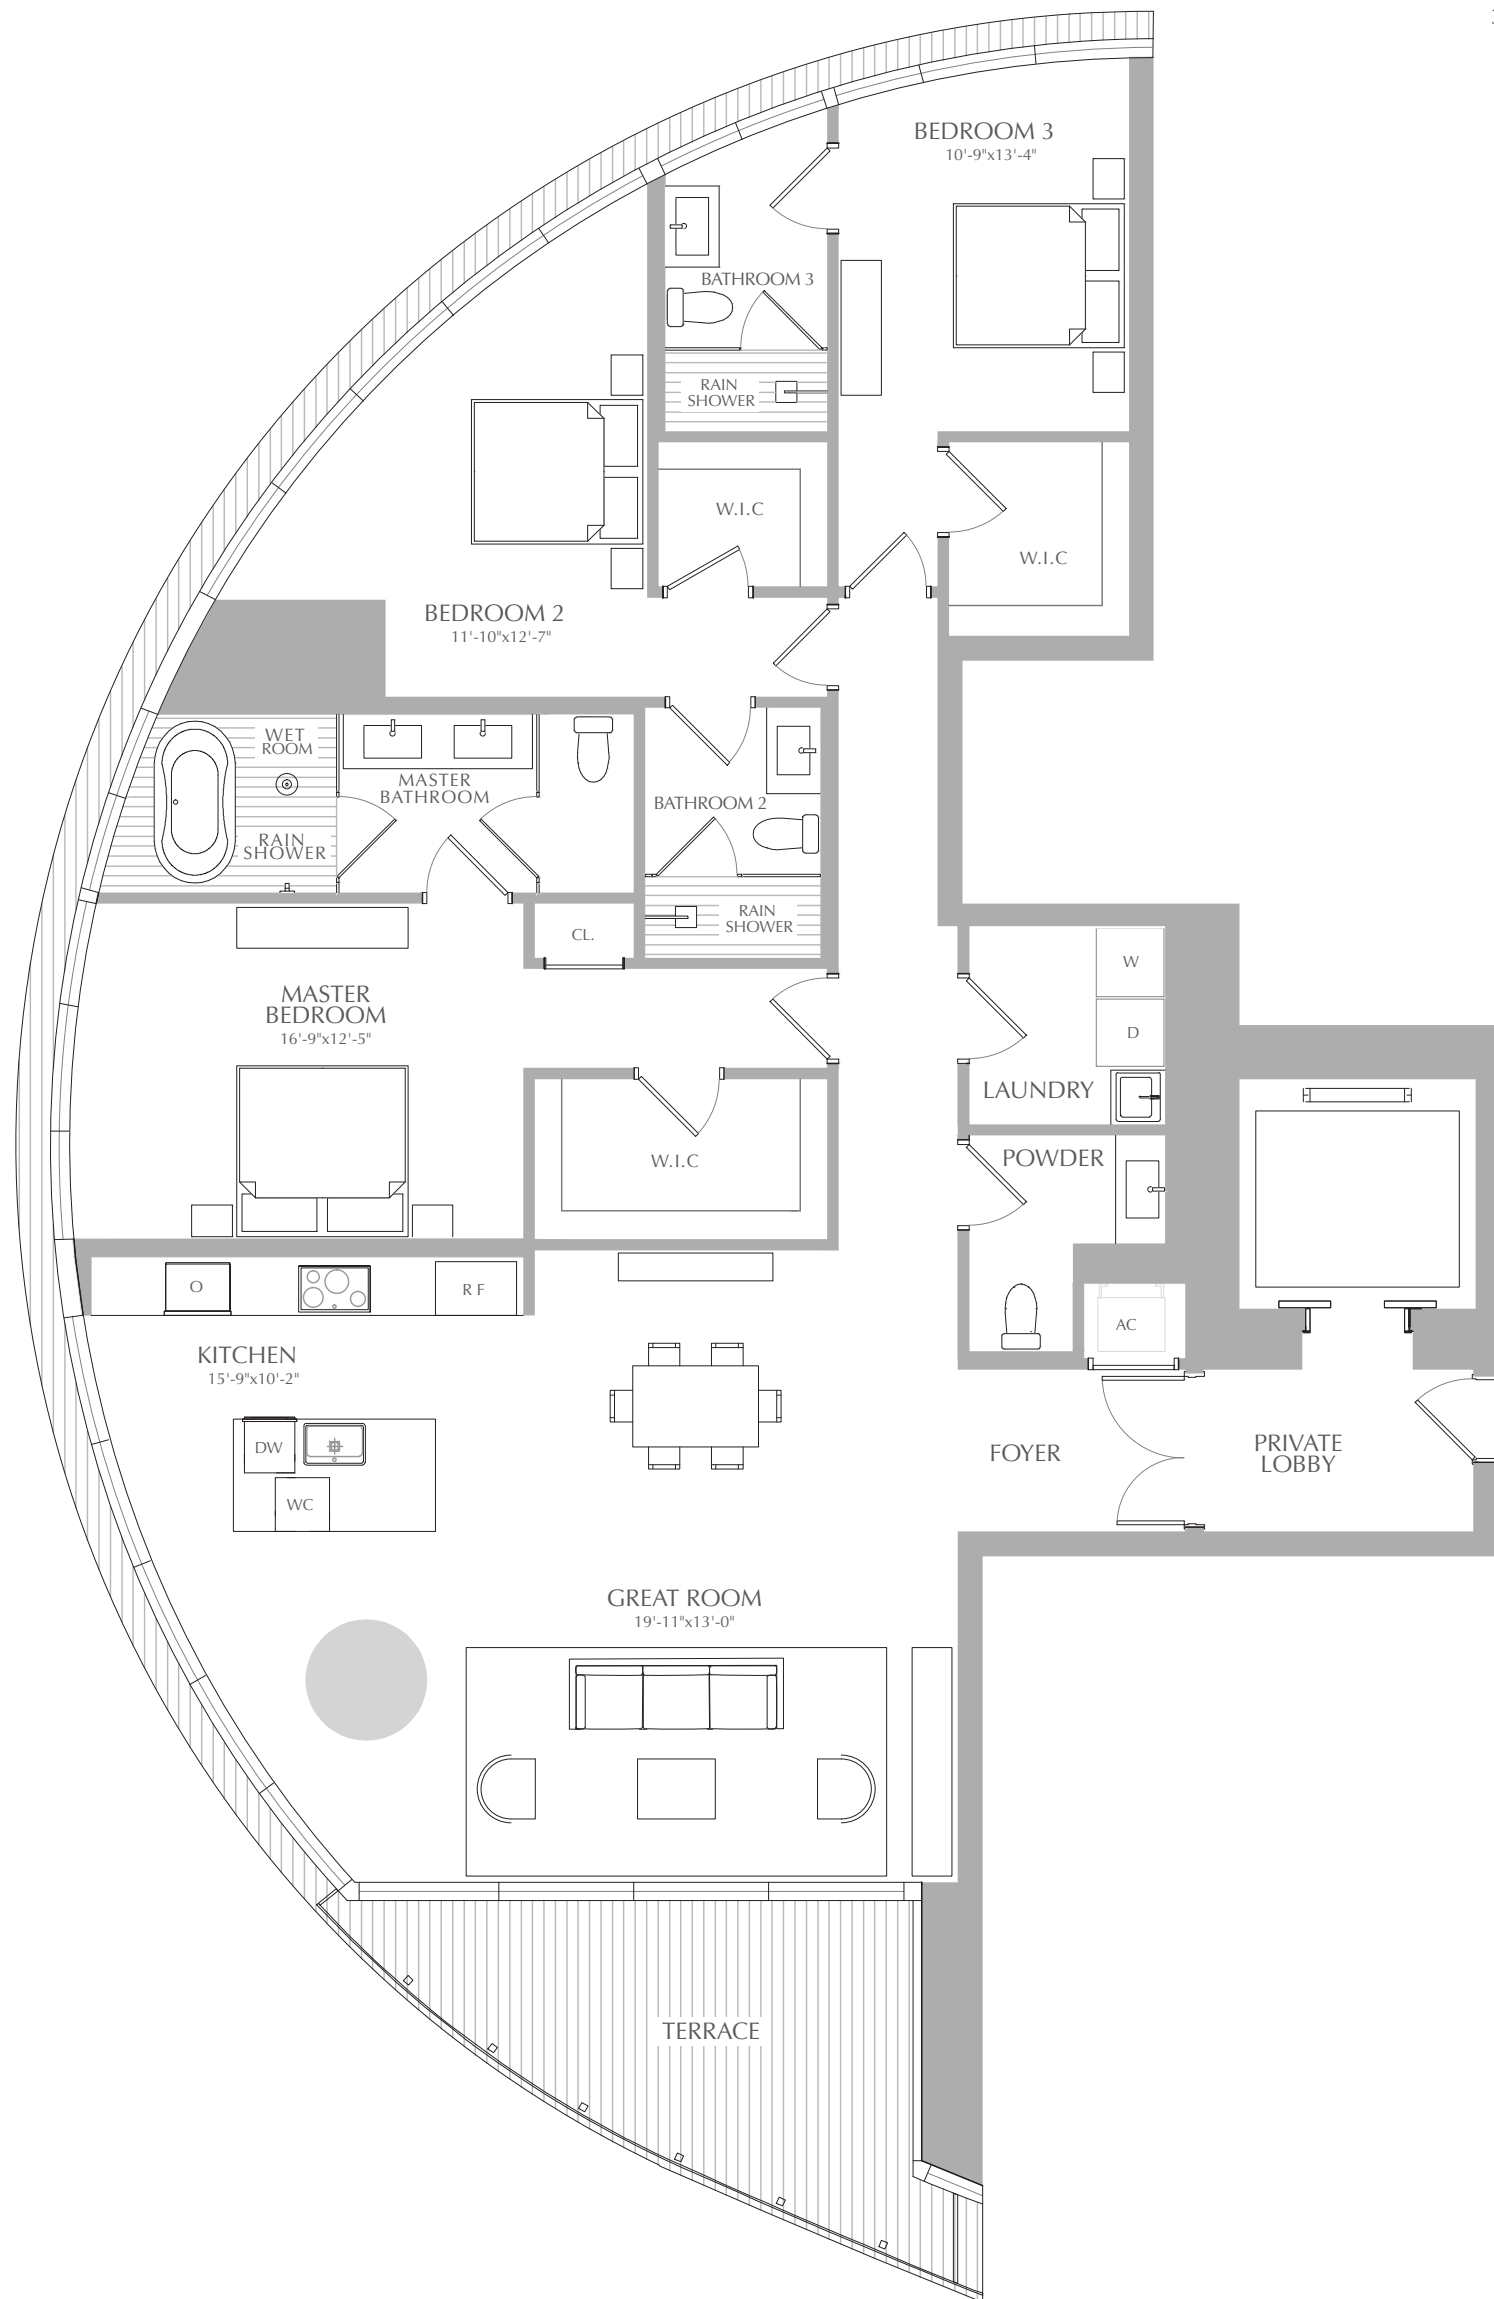 BEDROOM 3
10'-9"x13'-4"
BATHROOM 3
RAIN
SHOWER
W.I.C
W.I.C
BEDROOM 2
11'-10"x12'-7"
WET
ROOM
MASTER
BATHROOM
BATHROOM 2
RAIN
SHOWER
RAIN
SHOWER
CL.
W
MASTER
BEDROOM
16'-9"x12'-5"
D
LAUNDRY
POWDER
W.I.C
O
R F
AC
KITCHEN
15'-9"x10'-2"
DW
WC
FOYER
PRIVATE
LOBBY
GREAT ROOM
19'-11"x13'-0"
TERRACE